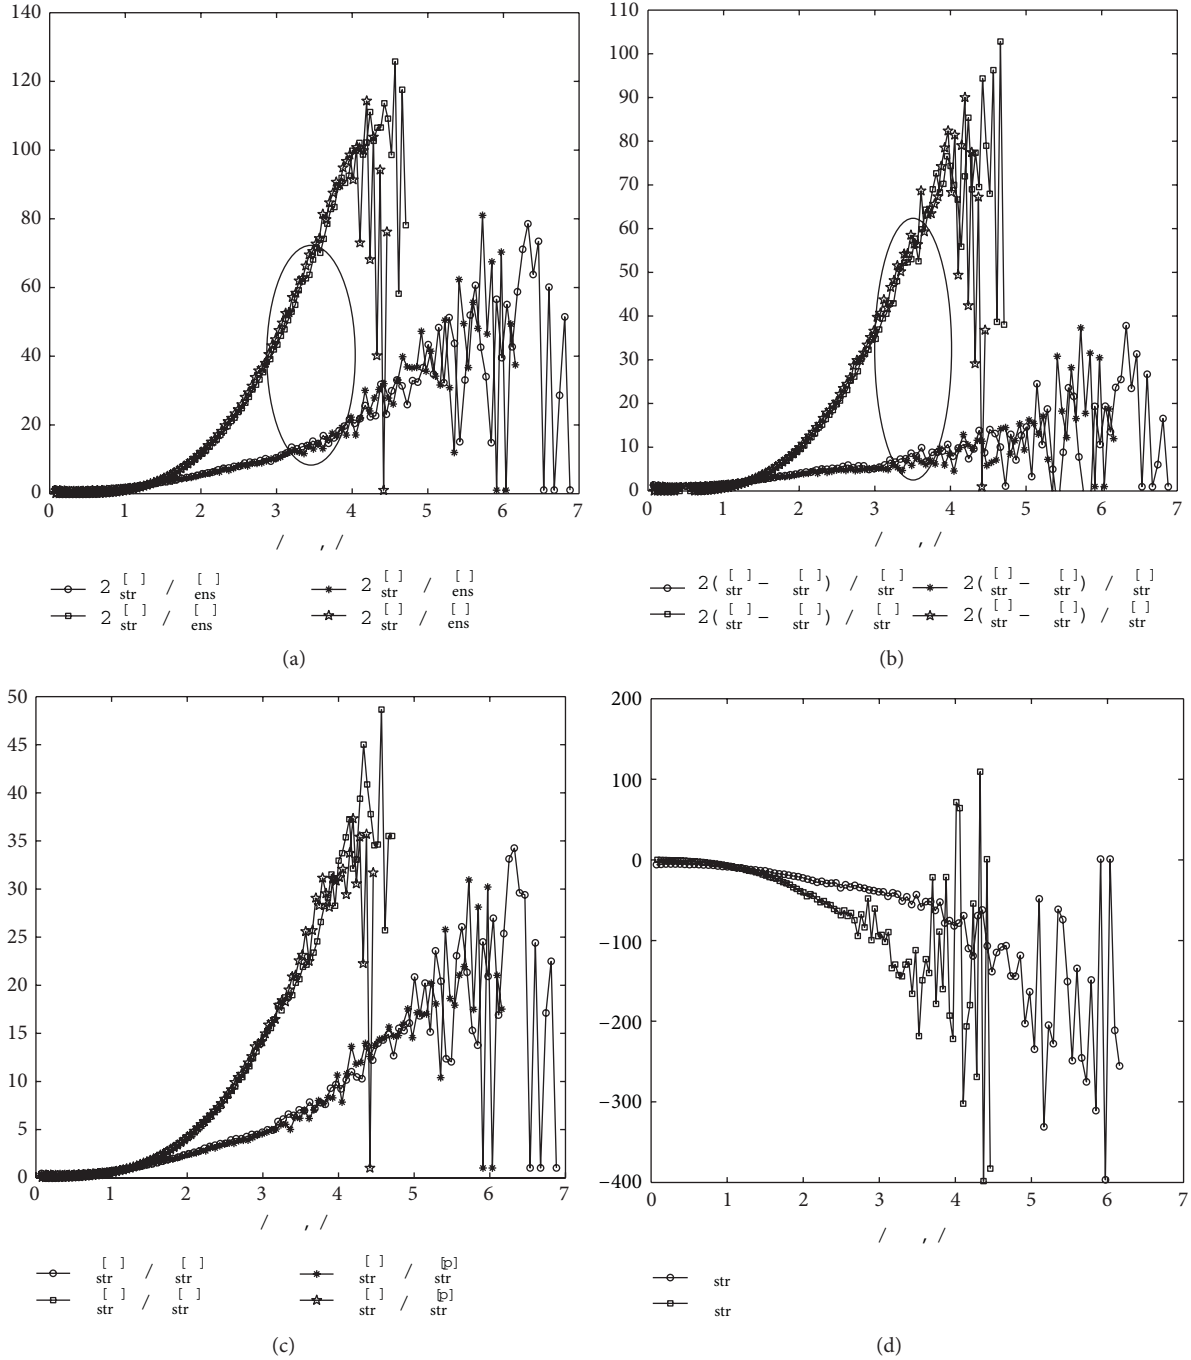 140
120
100
80
60
40
20
0
0 1 2 3 4 5 6 7
/ , /
2 [ ] str / [ ] ens
2 [ ] str / [ ] ens
2 [ ] str / [ ] ens
2 [ ] str / [ ] ens
(a)
110
100
90
80
70
60
50
40
30
20
10
0
0 1 2 3 4 5 6 7
/ , /
2( [ ] str − [ ] str ) / [ ] str
2( [ ] str − [ ] str ) / [ ] str
2( [ ] str − [ ] str ) / [ ] str
2( [ ] str − [ ] str ) / [ ] str
(b)
50
45
40
35
30
25
20
15
10
5
0
0 1 2 3 4 5 6 7
/ , /
[ ] str / [ ] str
[ ] str / [p] str
[ ] str / [ ] str
[ ] str / [p] str
(c)
200
100
0
−100
−200
−300
−400
0 1 2 3 4 5 6 7
/ , /
str
str
(d)